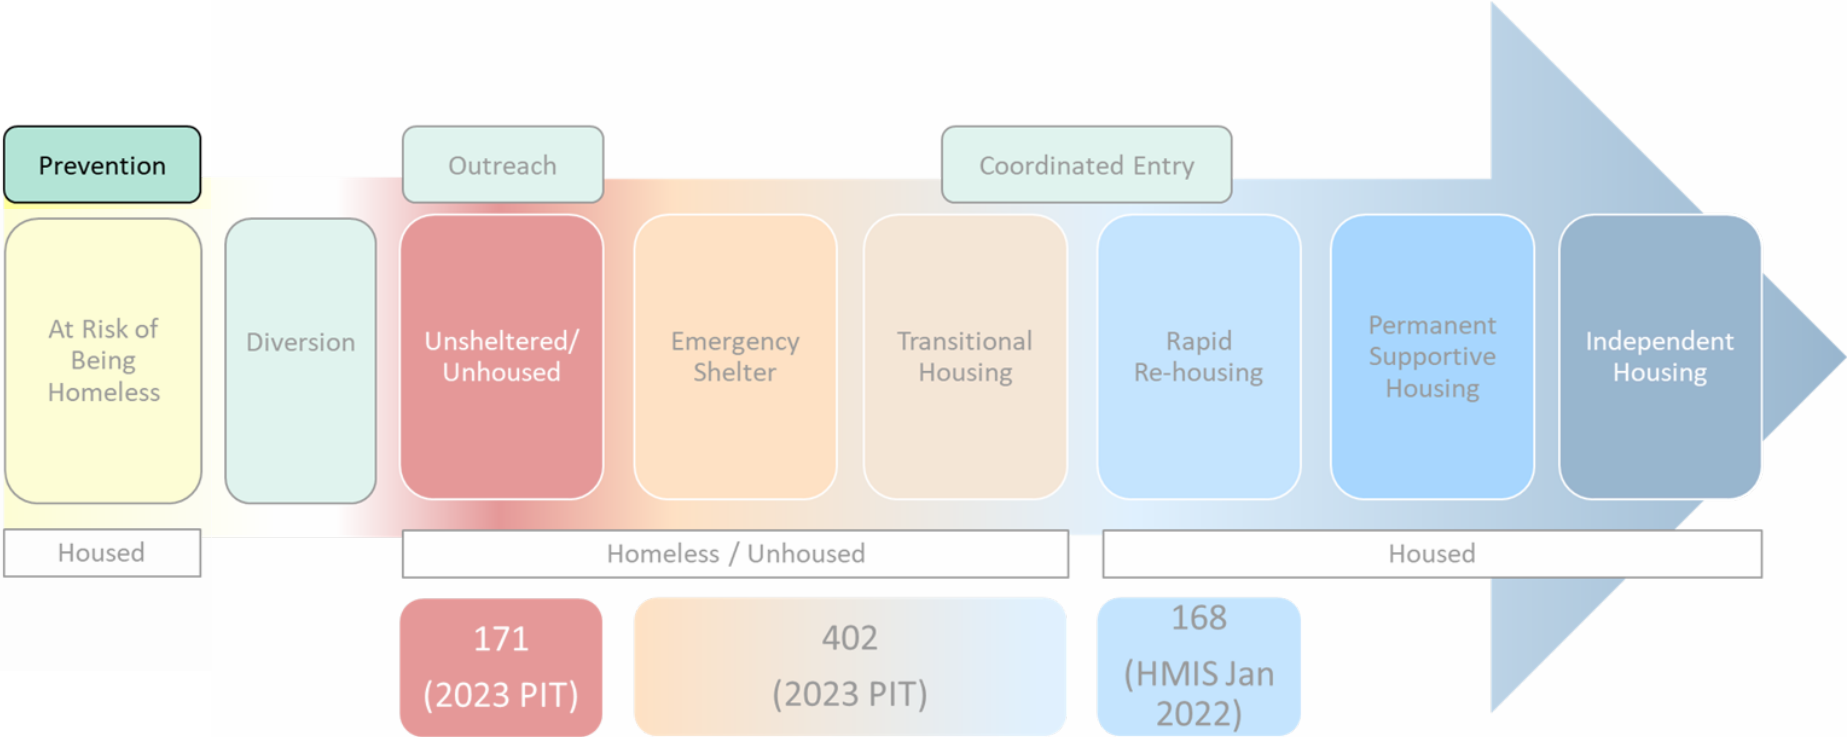 Prevention
Outreach
Coordinated Entry
At Risk of
Being
Homeless
Diversion
Unsheltered/
Unhoused
Emergency
Shelter
Transitional
Housing
Rapid
Re-housing
Permanent
Supportive
Housing
Independent
Housing
Housed
Homeless / Unhoused
Housed
171
(2023 PIT)
402
(2023 PIT)
168
(HMIS Jan
2022)